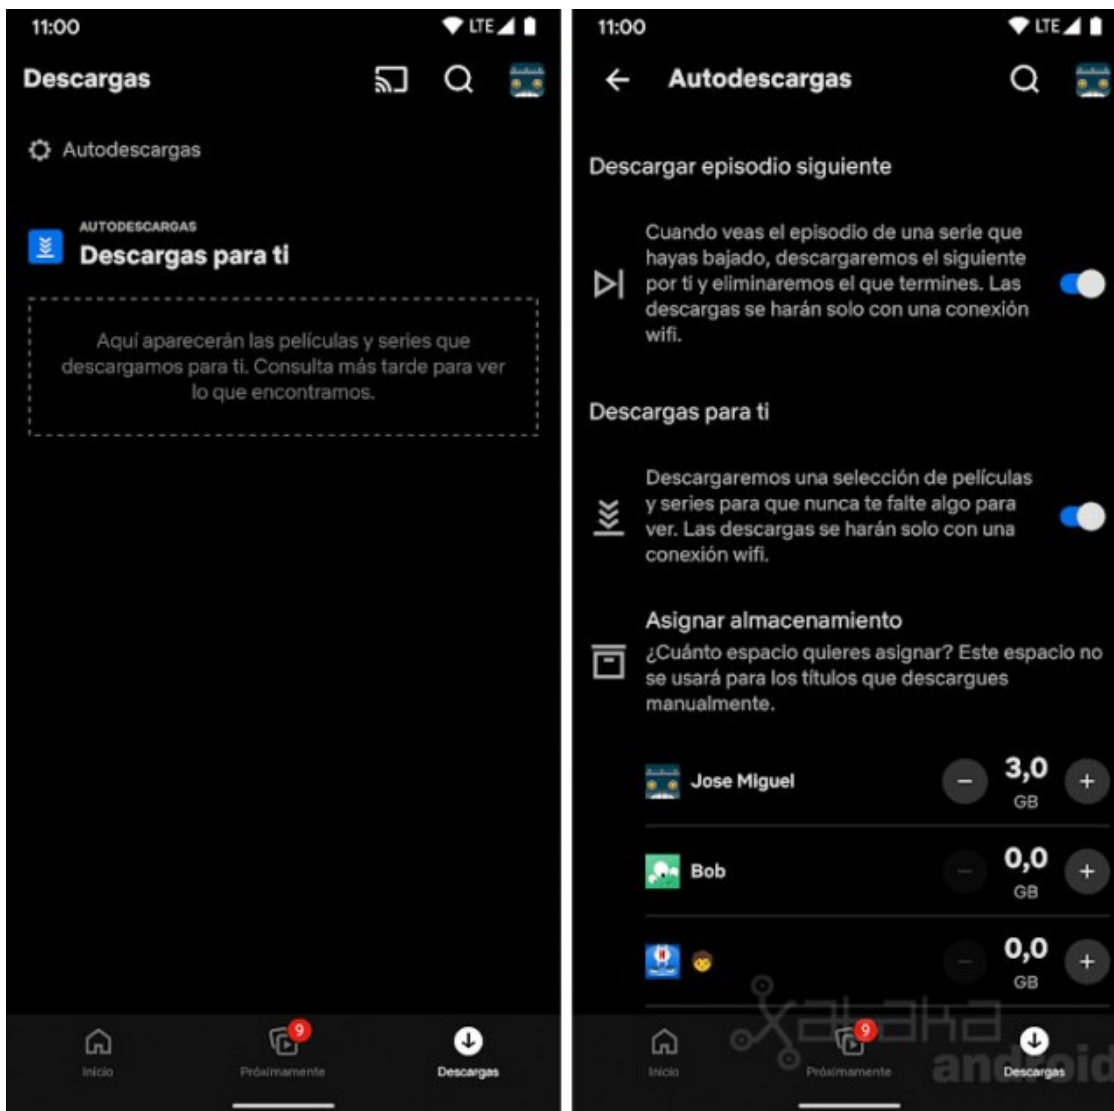 11:00
LTE
Descargas
Autodescargas
AUTODESCARGAS
Descargas para ti
Aquí aparecerán las películas y series que
descargamos para ti. Consulta más tarde para ver
lo que encontramos.
9
Inicio
Próximamente
Descargas
11:00
LTE
Autodescargas
Descargar episodio siguiente
Cuando veas el episodio de una serie que
hayas bajado, descargaremos el siguiente
por ti y eliminaremos el que termines. Las
descargas se harán solo con una conexión
wifi.
Descargas para ti
Descargaremos una selección de películas
y series para que nunca te falte algo para
ver. Las descargas se harán solo con una
conexión wifi.
Asignar almacenamiento
¿Cuánto espacio quieres asignar? Este espacio no
se usará para los títulos que descargues
manualmente.
Jose Miguel
3,0
GB
Bob
0,0
GB
0,0
GB
xataka
android
9
Inicio
Próximamente
Descargas